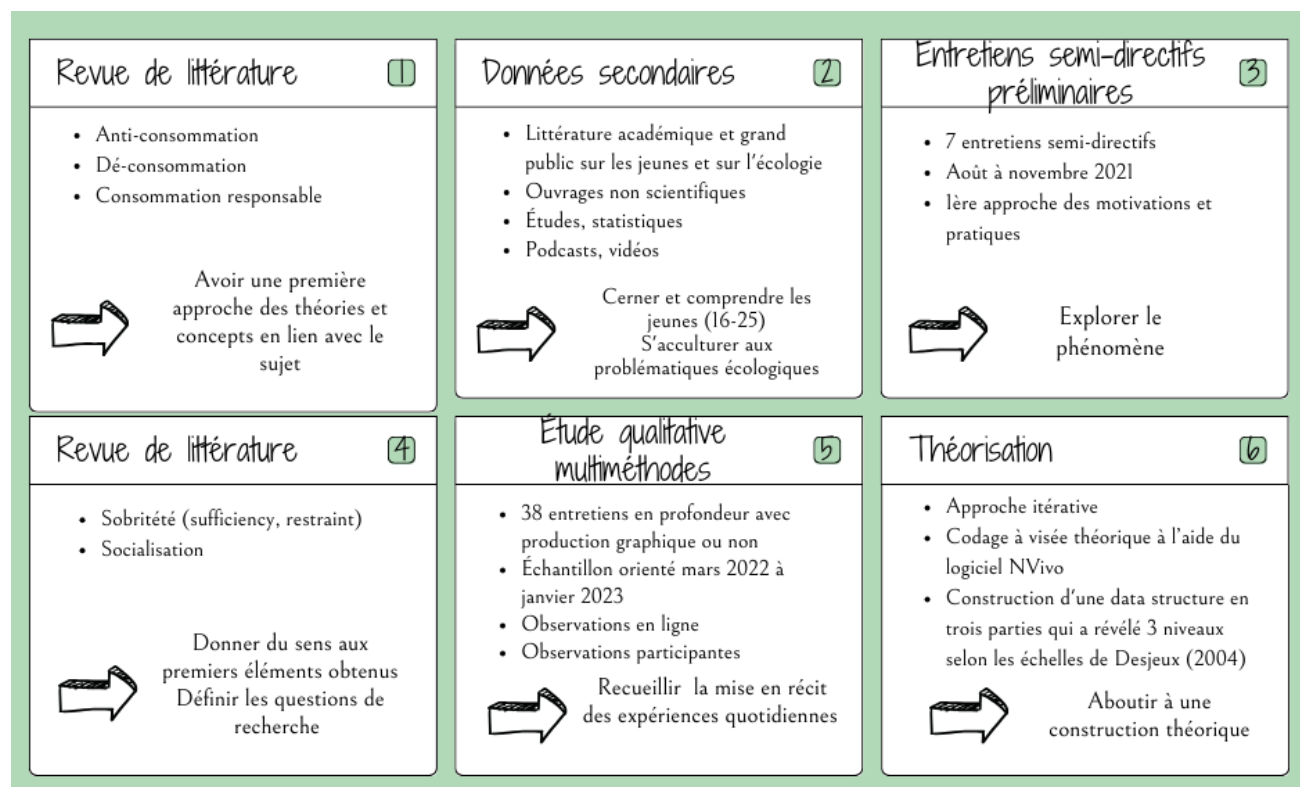 Revue de littérature
1
• Anti-consommation
• Dé-consommation
• Consommation responsable
Avoir une première
approche des théories et
concepts en lien avec le
sujet
Données secondaires
2
• Littérature académique et grand
public sur les jeunes et sur l'écologie
• Ouvrages non scientifiques
• Études, statistiques
• Podcasts, vidéos
Cerner et comprendre les
jeunes (16-25)
S'acculturer aux
problématiques écologiques
Entretiens semi-directifs
préliminaires
3
• 7 entretiens semi-directifs
• Août à novembre 2021
• 1ère approche des motivations et
pratiques
Explorer le
phénomène
Revue de littérature
4
• Sobritété (sufficiency, restraint)
• Socialisation
Donner du sens aux
premiers éléments obtenus
Définir les questions de
recherche
Étude qualitative
multiméthodes
5
• 38 entretiens en profondeur avec
production graphique ou non
• Échantillon orienté mars 2022 à
janvier 2023
• Observations en ligne
• Observations participantes
Recueillir la mise en récit
des expériences quotidiennes
Théorisation
6
• Approche itérative
• Codage à visée théorique à l'aide du
logiciel NVivo
• Construction d'une data structure en
trois parties qui a révélé 3 niveaux
selon les échelles de Desjeux (2004)
Aboutir à une
construction théorique